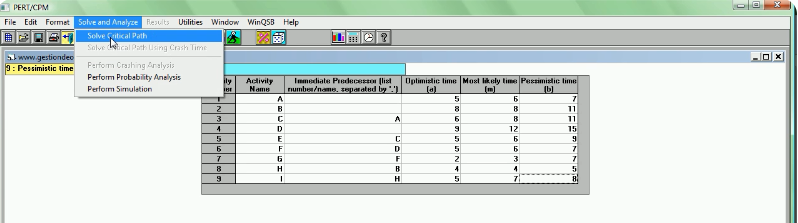 PERT/CPM
File Edit Format Solve and Analyze Results Utilities Window WinQSB Help
Solve Critical Path
Solve Critical Path Using Crash Time
Perform Crashing Analysis
Perform Probability Analysis
Perform Simulation
www.gestiondeo
9 : Pessimistic time
Activity Name Immediate Predecessor (list number/name, separated by ',') Optimistic time (a) Most likely time (m) Pessimistic time (b)
1 A 5 6 7
2 B 8 8 11
3 C A 6 8 11
4 D 9 12 15
5 E C 5 6 9
6 F D 5 6 7
7 G F 2 3 7
8 H B 4 4 5
9 I H 5 7 8